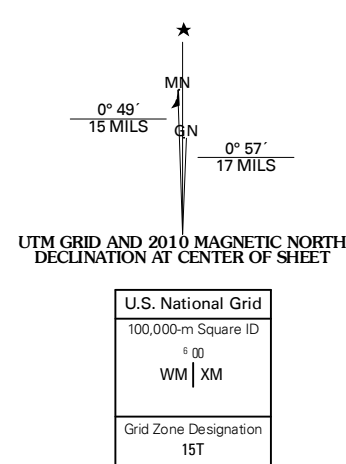 MN
0° 49´
15 MILS
GN
0° 57´
17 MILS
UTM GRID AND 2010 MAGNETIC NORTH
DECLINATION AT CENTER OF SHEET
U.S. National Grid
100,000-m Square ID
6 00
WM XM
Grid Zone Designation
15T